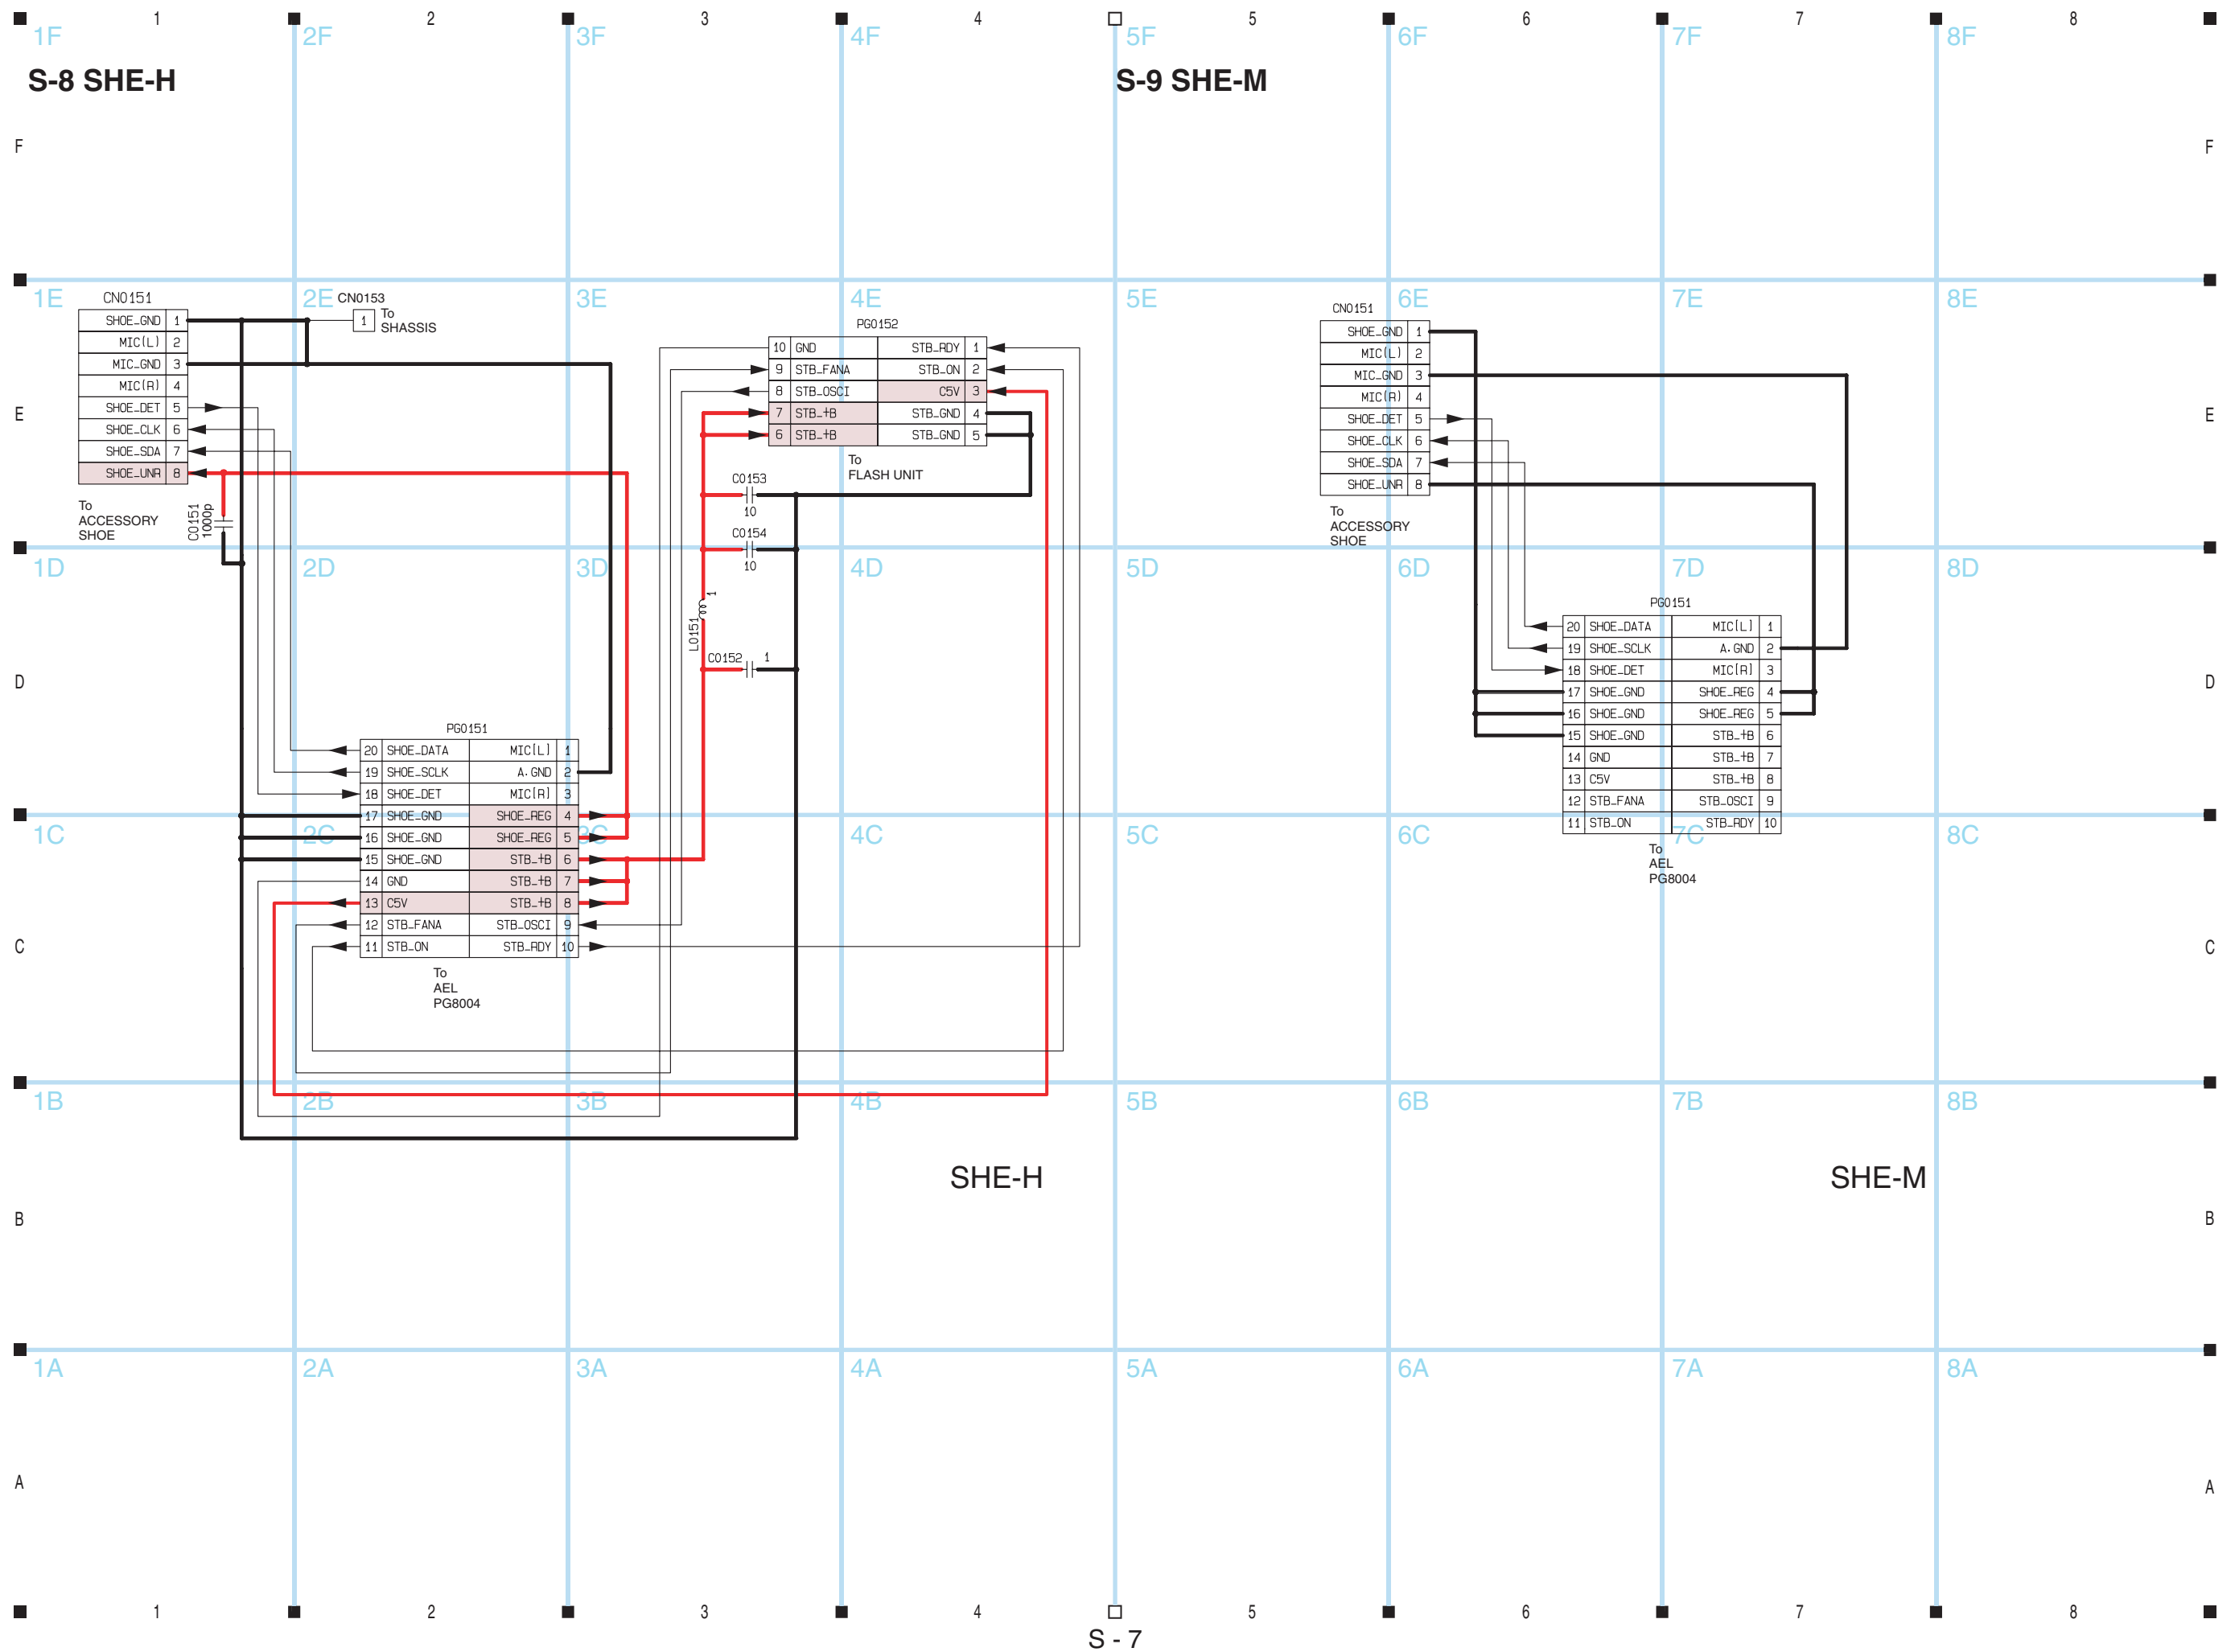 1 2 3 4 5 6 7 8
1F 2F 3F 4F 5F 6F 7F 8F
S-8 SHE-H
S-9 SHE-M
F F
1E 2E 3E 4E 5E 6E 7E 8E
CN0151
SHOE_GND 1
MIC(L) 2
MIC_GND 3
MIC(R) 4
SHOE_DET 5
SHOE_CLK 6
SHOE_SDA 7
SHOE_UNR 8
To
ACCESSORY
SHOE
C0151
1000p
CN0153
1
To
SHASSIS
PG0152
10 GND STB_RDY 1
9 STB_FANA STB_ON 2
8 STB_OSCI C5V 3
7 STB_+B STB_GND 4
6 STB_+B STB_GND 5
To
FLASH UNIT
C0153
10
C0154
10
CN0151
SHOE_GND 1
MIC(L) 2
MIC_GND 3
MIC(R) 4
SHOE_DET 5
SHOE_CLK 6
SHOE_SDA 7
SHOE_UNR 8
To
ACCESSORY
SHOE
E E
1D 2D 3D 4D 5D 6D 7D 8D
L0151
1
C0152 1
PG0151
20 SHOE_DATA MIC(L) 1
19 SHOE_SCLK A.GND 2
18 SHOE_DET MIC(R) 3
17 SHOE_GND SHOE_REG 4
16 SHOE_GND SHOE_REG 5
15 SHOE_GND STB_+B 6
14 GND STB_+B 7
13 C5V STB_+B 8
12 STB_FANA STB_OSCI 9
11 STB_ON STB_RDY 10
To
AEL
PG8004
PG0151
20 SHOE_DATA MIC(L) 1
19 SHOE_SCLK A.GND 2
18 SHOE_DET MIC(R) 3
17 SHOE_GND SHOE_REG 4
16 SHOE_GND SHOE_REG 5
15 SHOE_GND STB_+B 6
14 GND STB_+B 7
13 C5V STB_+B 8
12 STB_FANA STB_OSCI 9
11 STB_ON STB_RDY 10
To
AEL
PG8004
D D
1C 2C 3C 4C 5C 6C 7C 8C
C C
1B 2B 3B 4B 5B 6B 7B 8B
SHE-H
SHE-M
B B
1A 2A 3A 4A 5A 6A 7A 8A
A A
1 2 3 4 5 6 7 8
S - 7